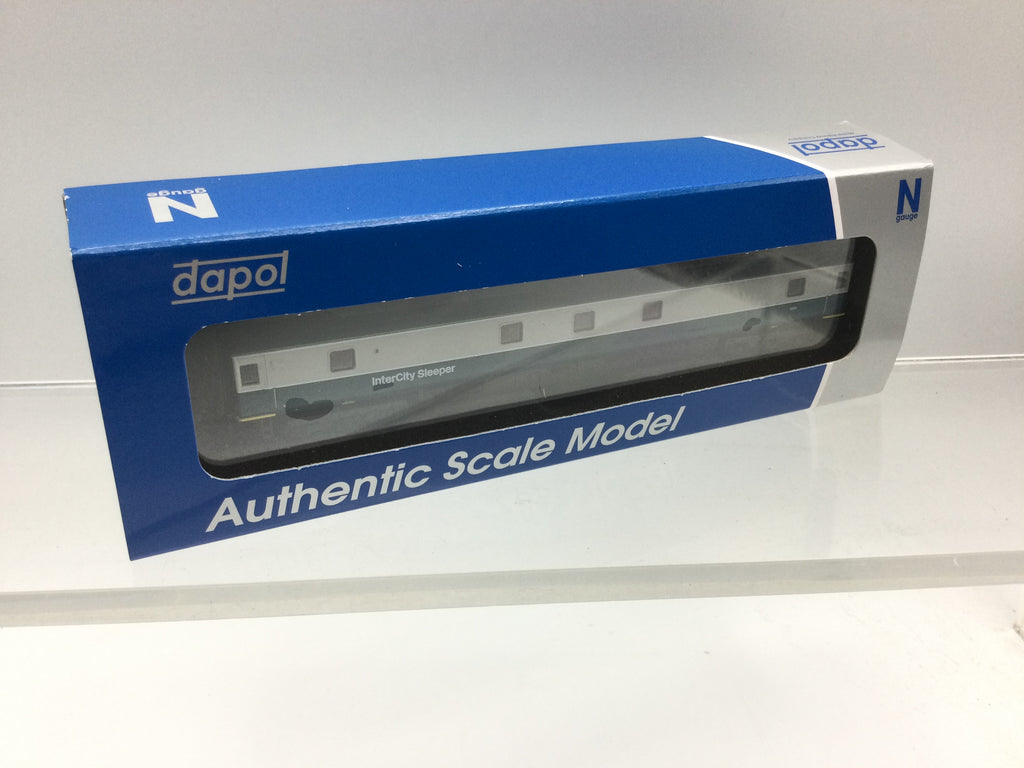 dapol
N
gauge
N
gauge
dapol
InterCity Sleeper
Authentic Scale Model